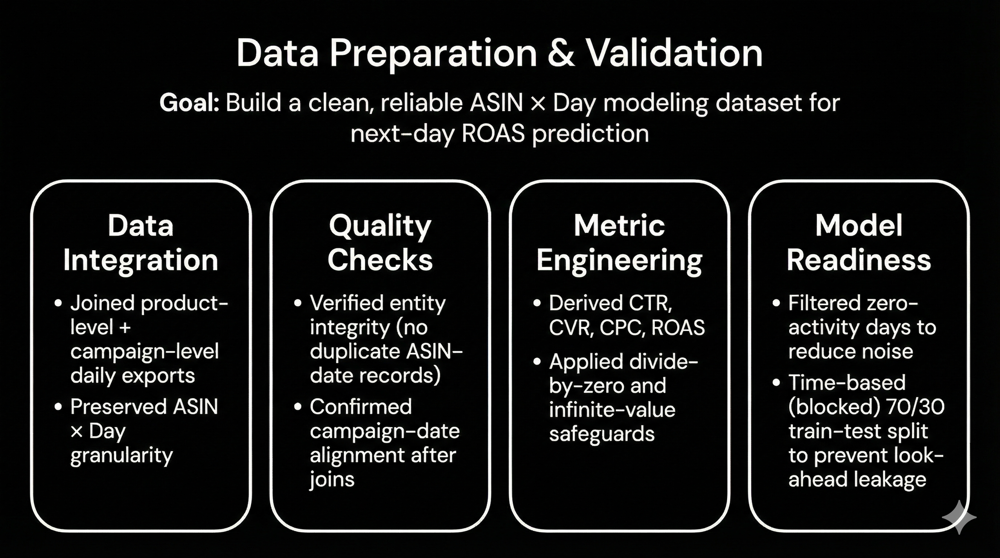 Data Preparation & Validation
Goal: Build a clean, reliable ASIN × Day modeling dataset for
next-day ROAS prediction
Data
Integration
• Joined product-
level +
campaign-level
daily exports
• Preserved ASIN
× Day
granularity
Quality
Checks
• Verified entity
integrity (no
duplicate ASIN-
date records)
• Confirmed
campaign-date
alignment after
joins
Metric
Engineering
• Derived CTR,
CVR, CPC, ROAS
• Applied divide-
by-zero and
infinite-value
safeguards
Model
Readiness
• Filtered zero-
activity days to
reduce noise
• Time-based
(blocked) 70/30
train-test split
to prevent look-
ahead leakage